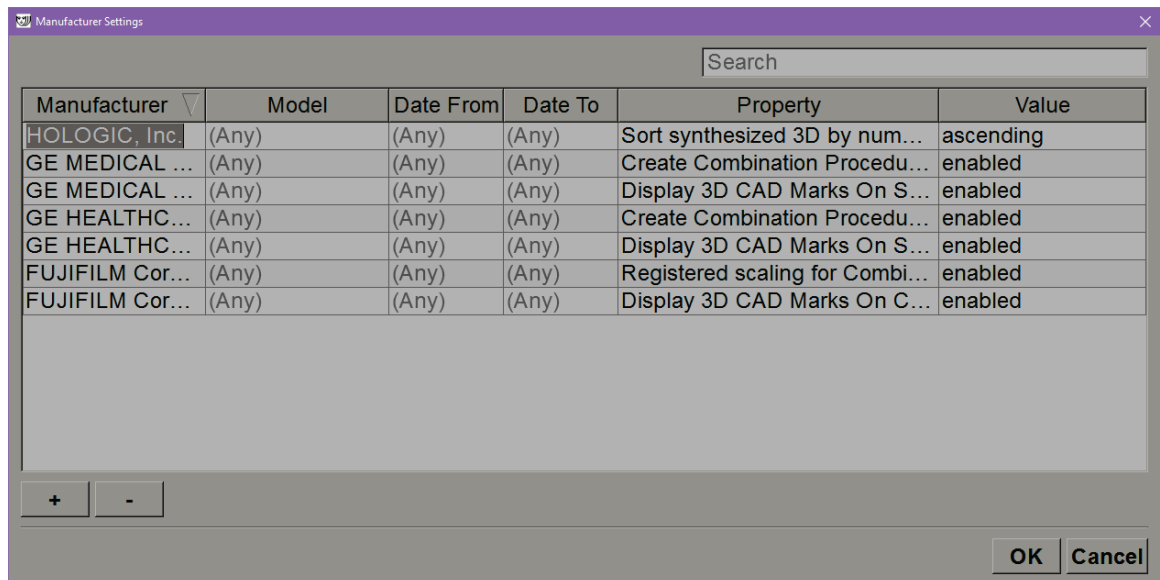 Manufacturer Settings
Search
Manufacturer Model Date From Date To Property Value
HOLOGIC, Inc. (Any) (Any) (Any) Sort synthesized 3D by num... ascending
GE MEDICAL ... (Any) (Any) (Any) Create Combination Procedu... enabled
GE MEDICAL ... (Any) (Any) (Any) Display 3D CAD Marks On S... enabled
GE HEALTHC... (Any) (Any) (Any) Create Combination Procedu... enabled
GE HEALTHC... (Any) (Any) (Any) Display 3D CAD Marks On S... enabled
FUJIFILM Cor... (Any) (Any) (Any) Registered scaling for Combi... enabled
FUJIFILM Cor... (Any) (Any) (Any) Display 3D CAD Marks On C... enabled
+ -
OK Cancel